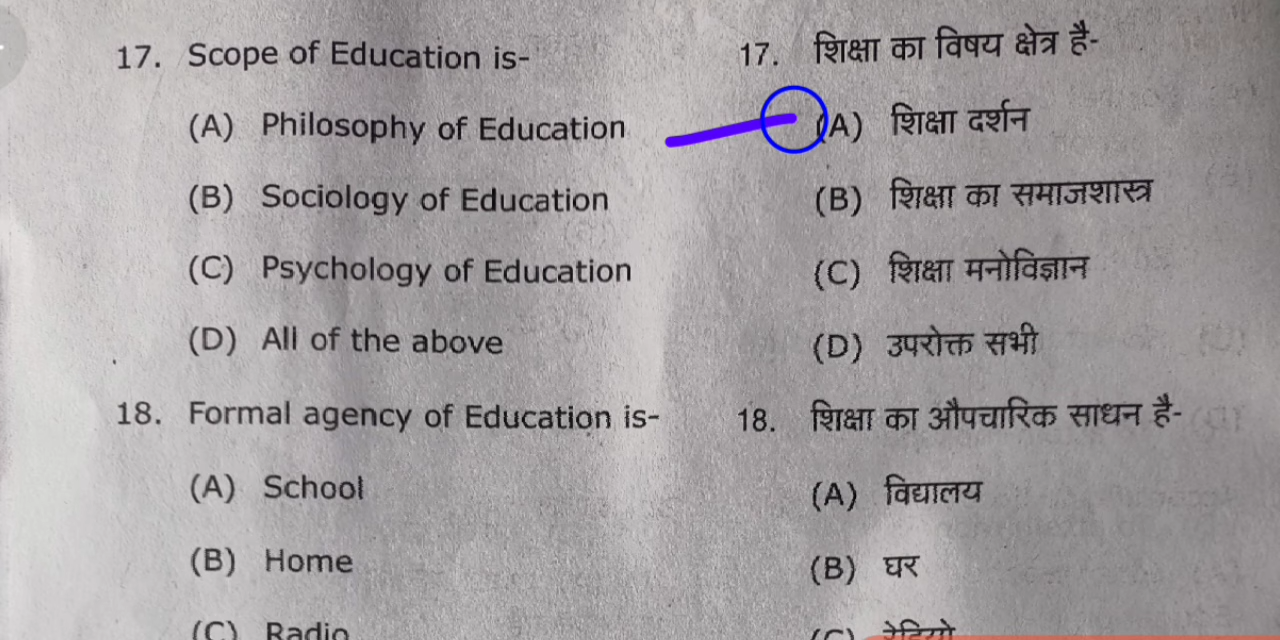 17. Scope of Education is-
(A) Philosophy of Education
(B) Sociology of Education
(C) Psychology of Education
(D) All of the above
18. Formal agency of Education is-
(A) School
(B) Home
(C) Radio
17. शिक्षा का विषय क्षेत्र है-
(A) शिक्षा दर्शन
(B) शिक्षा का समाजशास्त्र
(C) शिक्षा मनोविज्ञान
(D) उपरोक्त सभी
18. शिक्षा का औपचारिक साधन है-
(A) विद्यालय
(B) घर
(C) रेडियो